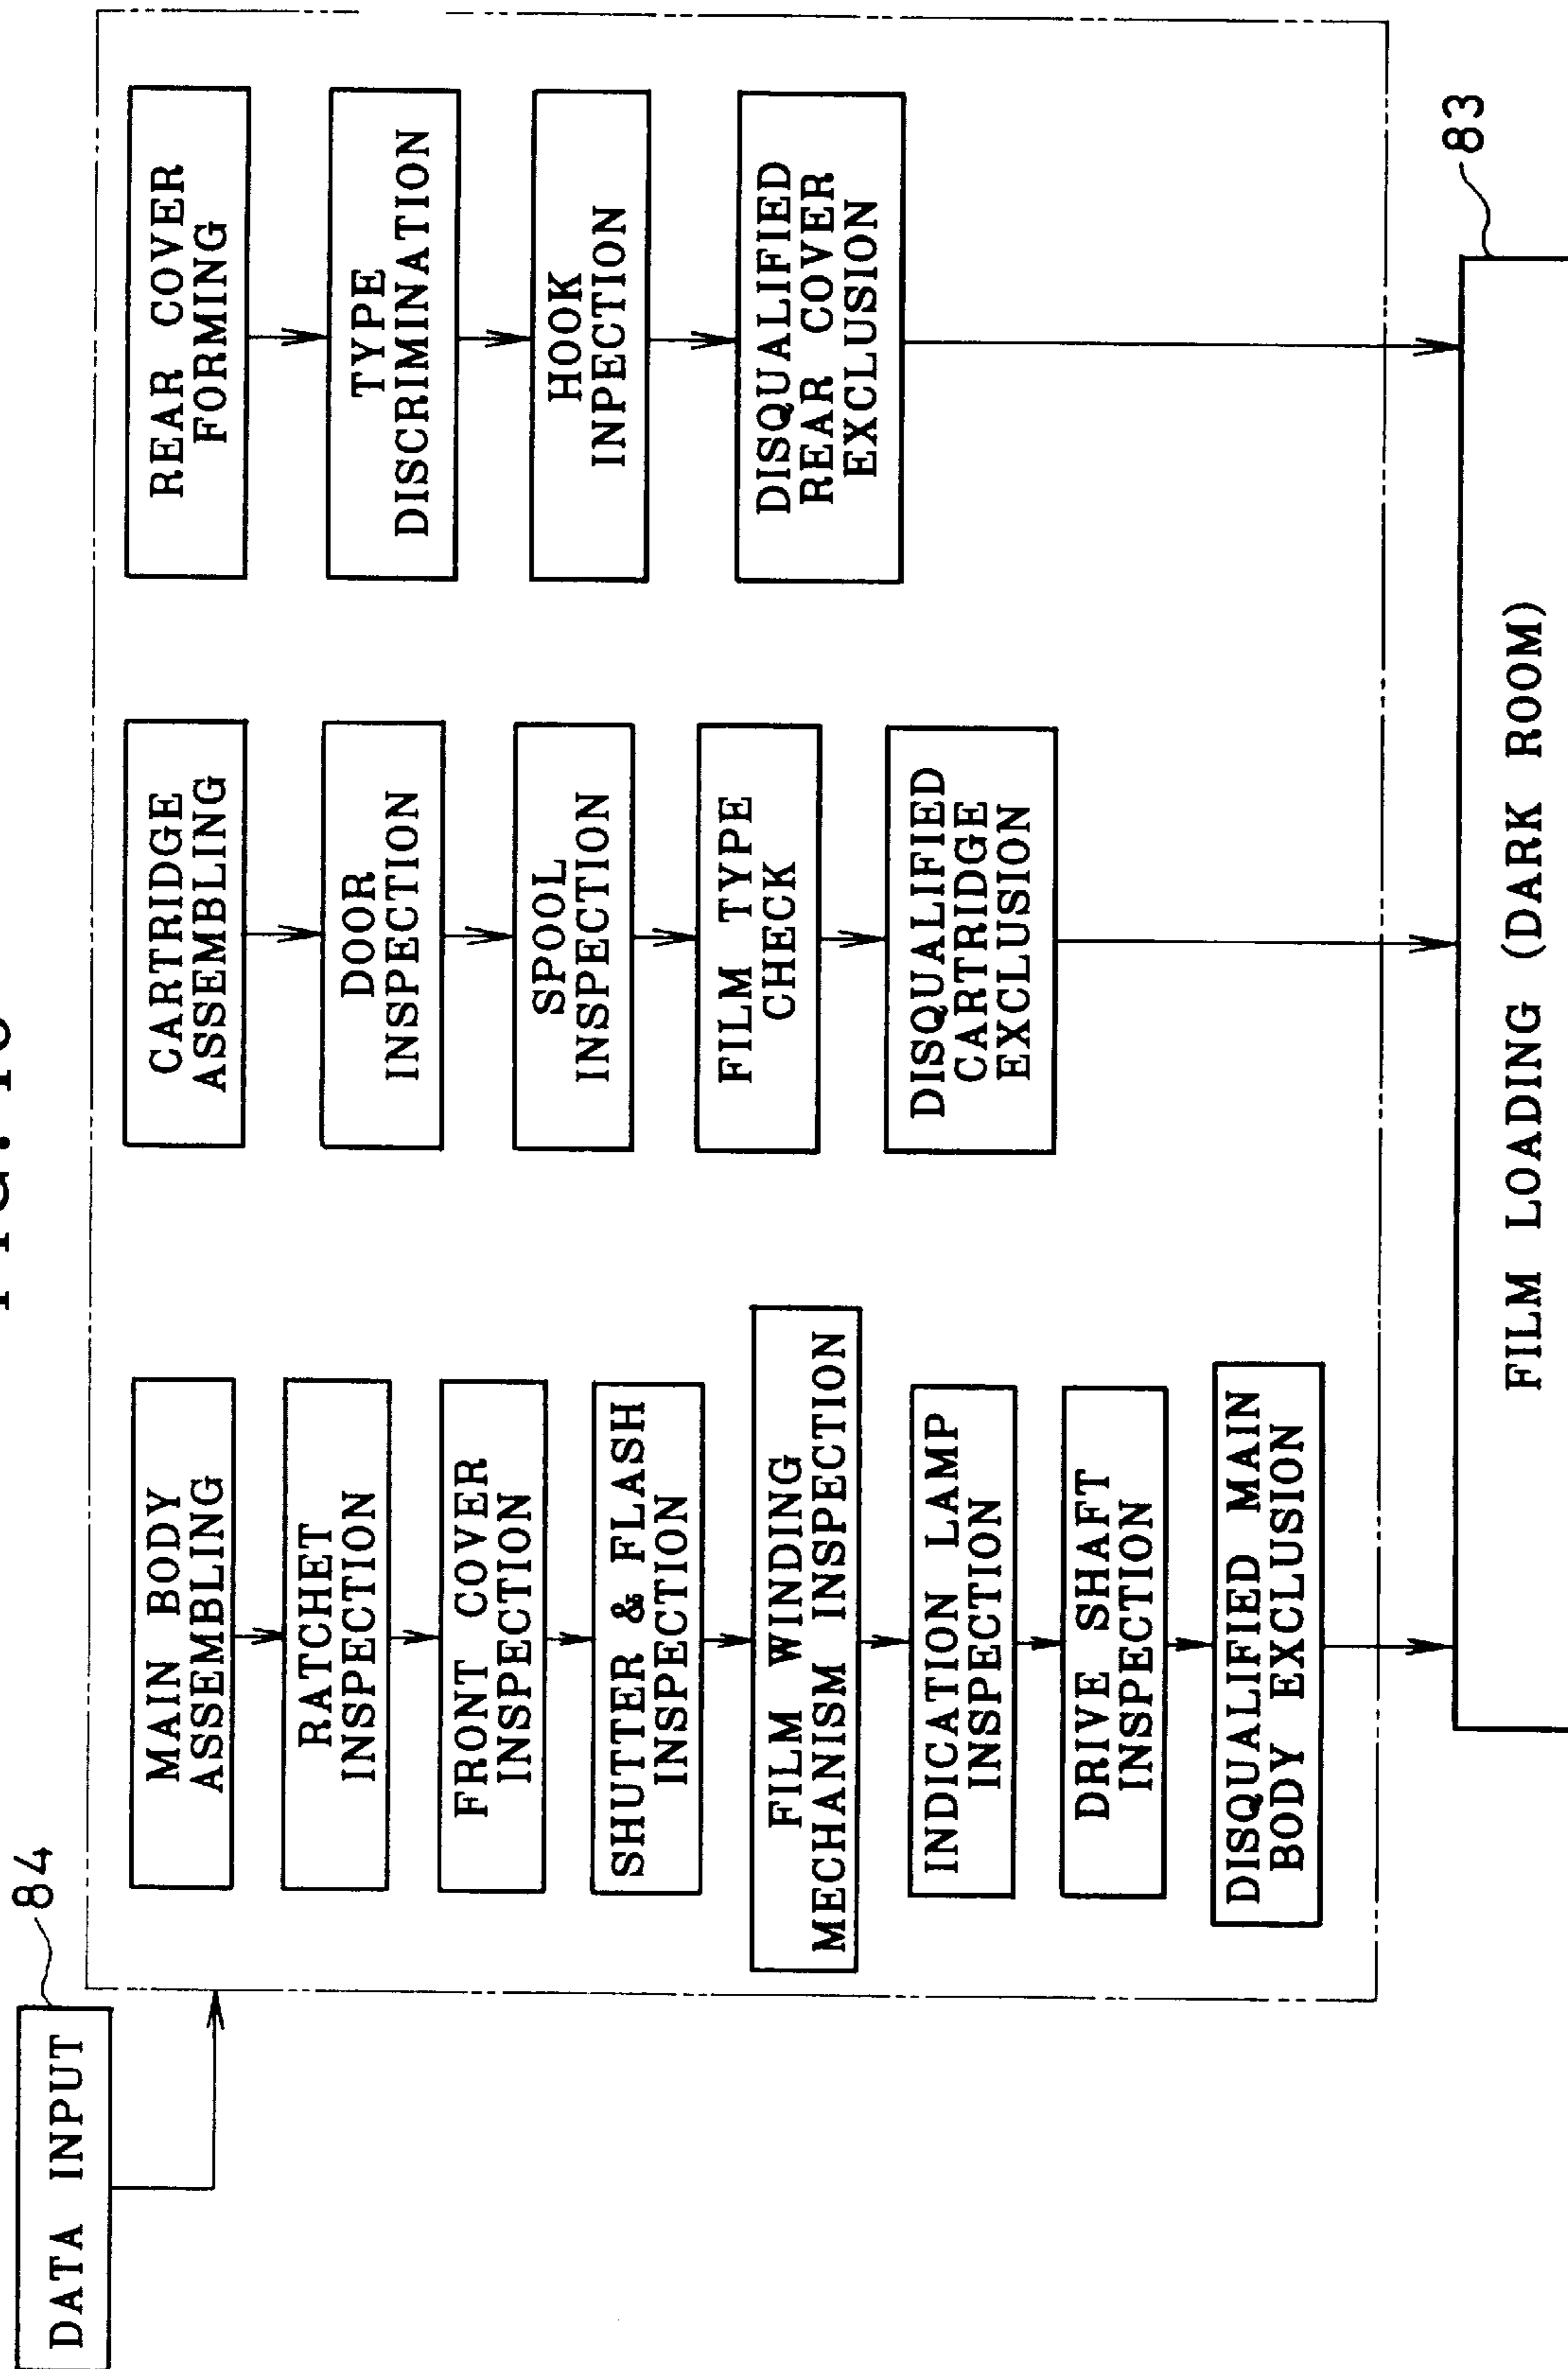 DATA INPUT
84
MAIN BODY
ASSEMBLING
RATCHET
INSPECTION
FRONT COVER
INSPECTION
SHUTTER & FLASH
INSPECTION
FILM WINDING
MECHANISM INSPECTION
INDICATION LAMP
INSPECTION
DRIVE SHAFT
INSPECTION
DISQUALIFIED MAIN
BODY EXCLUSION
CARTRIDGE
ASSEMBLING
DOOR
INSPECTION
SPOOL
INSPECTION
FILM TYPE
CHECK
DISQUALIFIED
CARTRIDGE
EXCLUSION
REAR COVER
FORMING
TYPE
DISCRIMINATION
HOOK
INPECTION
DISQUALIFIED
REAR COVER
EXCLUSION
83
FILM LOADING (DARK ROOM)